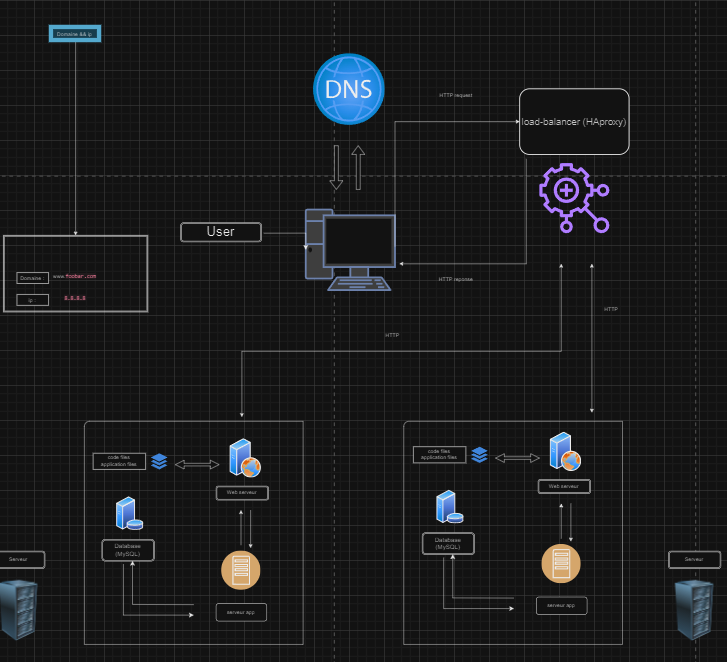 Domaine && ip
DNS
HTTP request
load-balancer (HAproxy)
User
Domaine :
www.foobar.com
ip :
8.8.8.8
HTTP reponse
HTTP
HTTP
code files
application files
Web serveur
Database
(MySQL)
serveur app
code files
application files
Web serveur
Database
(MySQL)
serveur app
Serveur
Serveur